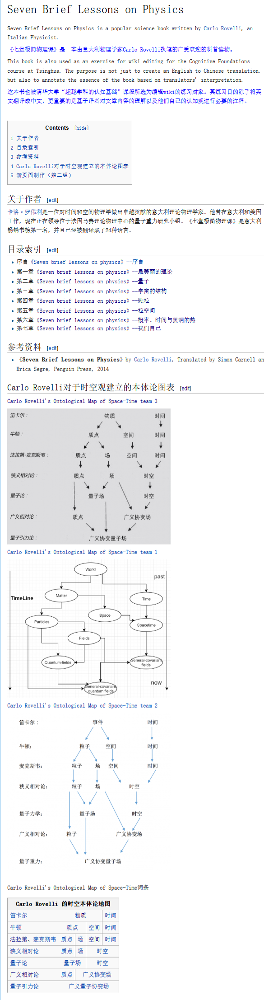 Seven Brief Lessons on Physics
Seven Brief Lessons on Physics is a popular science book written by Carlo Rovelli, an
Italian Physicist.
《七堂极简物理课》是一本由意大利物理学家Carlo Rovelli执笔的广受欢迎的科普读物。
This book is also used as an exercise for wiki editing for the Cognitive Foundations
course at Tsinghua. The purpose is not just to create an English to Chinese translation,
but also to annotate the essence of the book based on translators' interpretation.
这本书也被清华大学“超越学科的认知基础”课程所选为编辑wiki的练习对象。其练习目的除了将英
文翻译成中文，更重要的是基于译者对文章内容的理解以及他们自己的认知观进行必要的注释。
Contents [hide]
1 关于作者
2 目录索引
3 参考资料
4 Carlo Rovelli对于时空观建立的本体论图表
5 新页面制作（第二组）
关于作者 [edit]
卡洛·罗伟利是一位对时间和空间物理学做出卓越贡献的意大利理论物理学家。他曾在意大利和美国
工作，现在正在领导位于法国马赛理论物理中心的量子重力研究小组。《七堂极简物理课》是意大利
畅销书榜第一名，并且已经被翻译成了24种语言。
目录索引 [edit]
• 序言《Seven brief lessons on physics》--序言
• 第一章《Seven brief lessons on physics》--最美丽的理论
• 第二章《Seven brief lessons on physics》--量子
• 第三章《Seven brief lessons on physics》--宇宙的结构
• 第四章《Seven brief lessons on physics》--颗粒
• 第五章《Seven brief lessons on physics》--粒空间
• 第六章《Seven brief lessons on physics》--概率、时间与黑洞的热
• 第七章《Seven brief lessons on physics》--我们自己
参考资料 [edit]
• 《Seven Brief Lessons on Physics》by Carlo Rovelli, Translated by Simon Carnell an
Erica Segre, Penguin Press, 2014
Carlo Rovelli对于时空观建立的本体论图表 [edit]
Carlo Rovelli's Ontological Map of Space-Time team 3
笛卡尔： 物质 时间
牛顿： 质点 空间 时间
法拉第-麦克斯韦： 质点 场 空间 时间
狭义相对论： 质点 场 时空
量子论： 量子场 时空
广义相对论： 质点 广义协变场
量子引力论： 广义协变量子场
Carlo Rovelli's Ontological Map of Space-Time team 1
World
past
Matter
TimeLine
Time
Space
Particles
Spacetime
Fields
Quantum-fields
General-covariant
fields
now
General-covariant
quantum fields
Carlo Rovelli's Ontological Map of Space-Time team 2
笛卡尔： 事件 时间
牛顿： 粒子 空间 时间
麦克斯韦： 粒子 场 空间 时间
狭义相对论： 粒子 场 时空
量子力学： 量子场 时空
广义相对论： 粒子 广义协变场
量子重力： 广义协变量子场
Carlo Rovelli's Ontological Map of Space-Time词条
Carlo Rovelli 的时空本体论地图
笛卡尔 物质 时间
牛顿 质点 空间 时间
法拉第、麦克斯韦 质点 场 空间 时间
狭义相对论 质点 场 时空
量子论 量子场 时空
广义相对论 质点 广义协变场
量子引力论 广义量子协变场